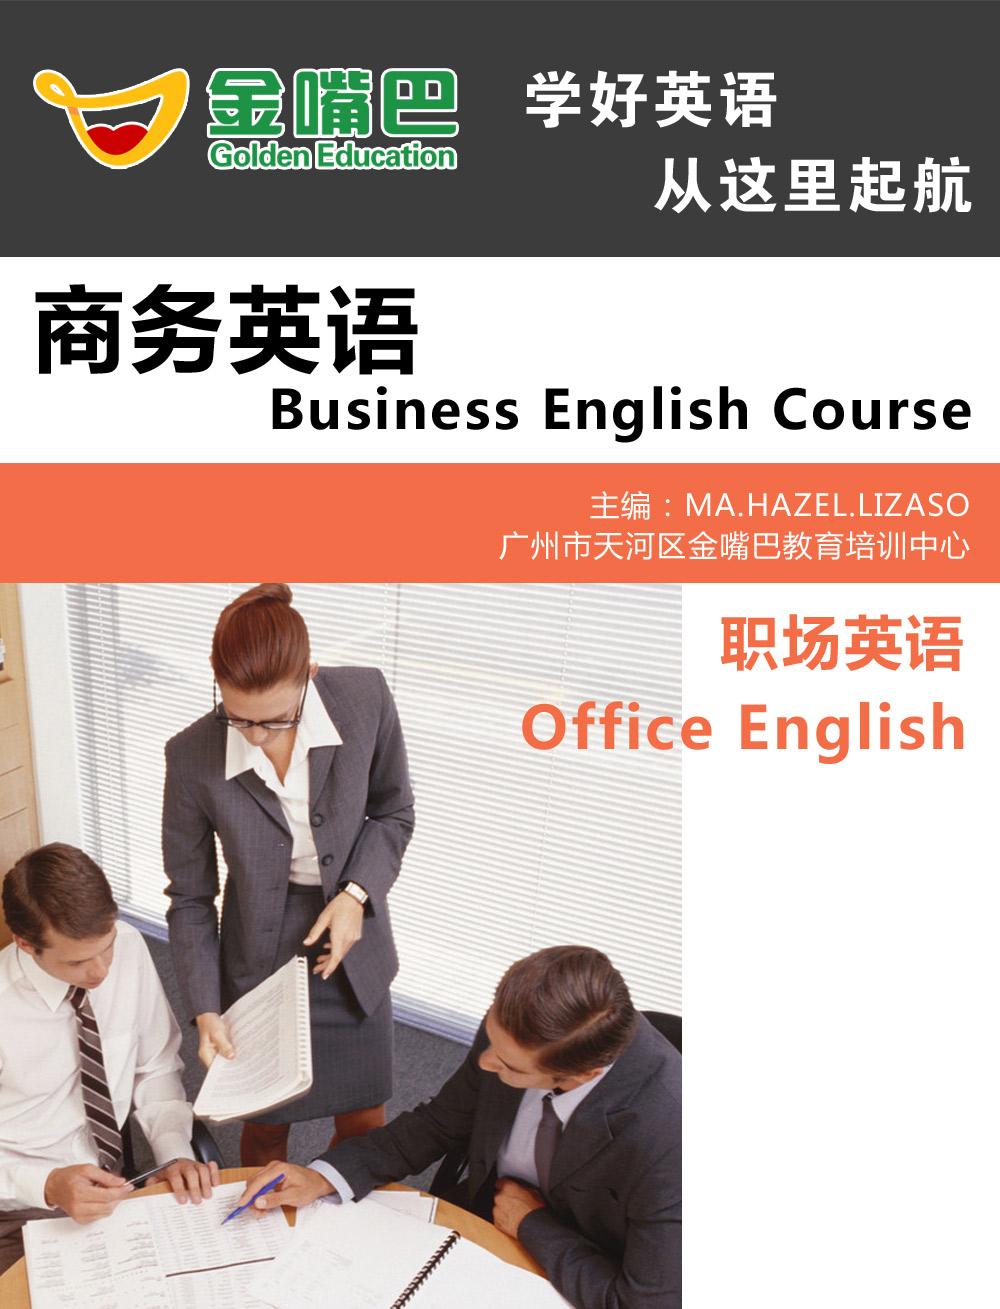 金嘴巴
Golden Education
学好英语
从这里起航
商务英语
Business English Course
主编：MA.HAZEL.LIZASO
广州市天河区金嘴巴教育培训中心
职场英语
Office English